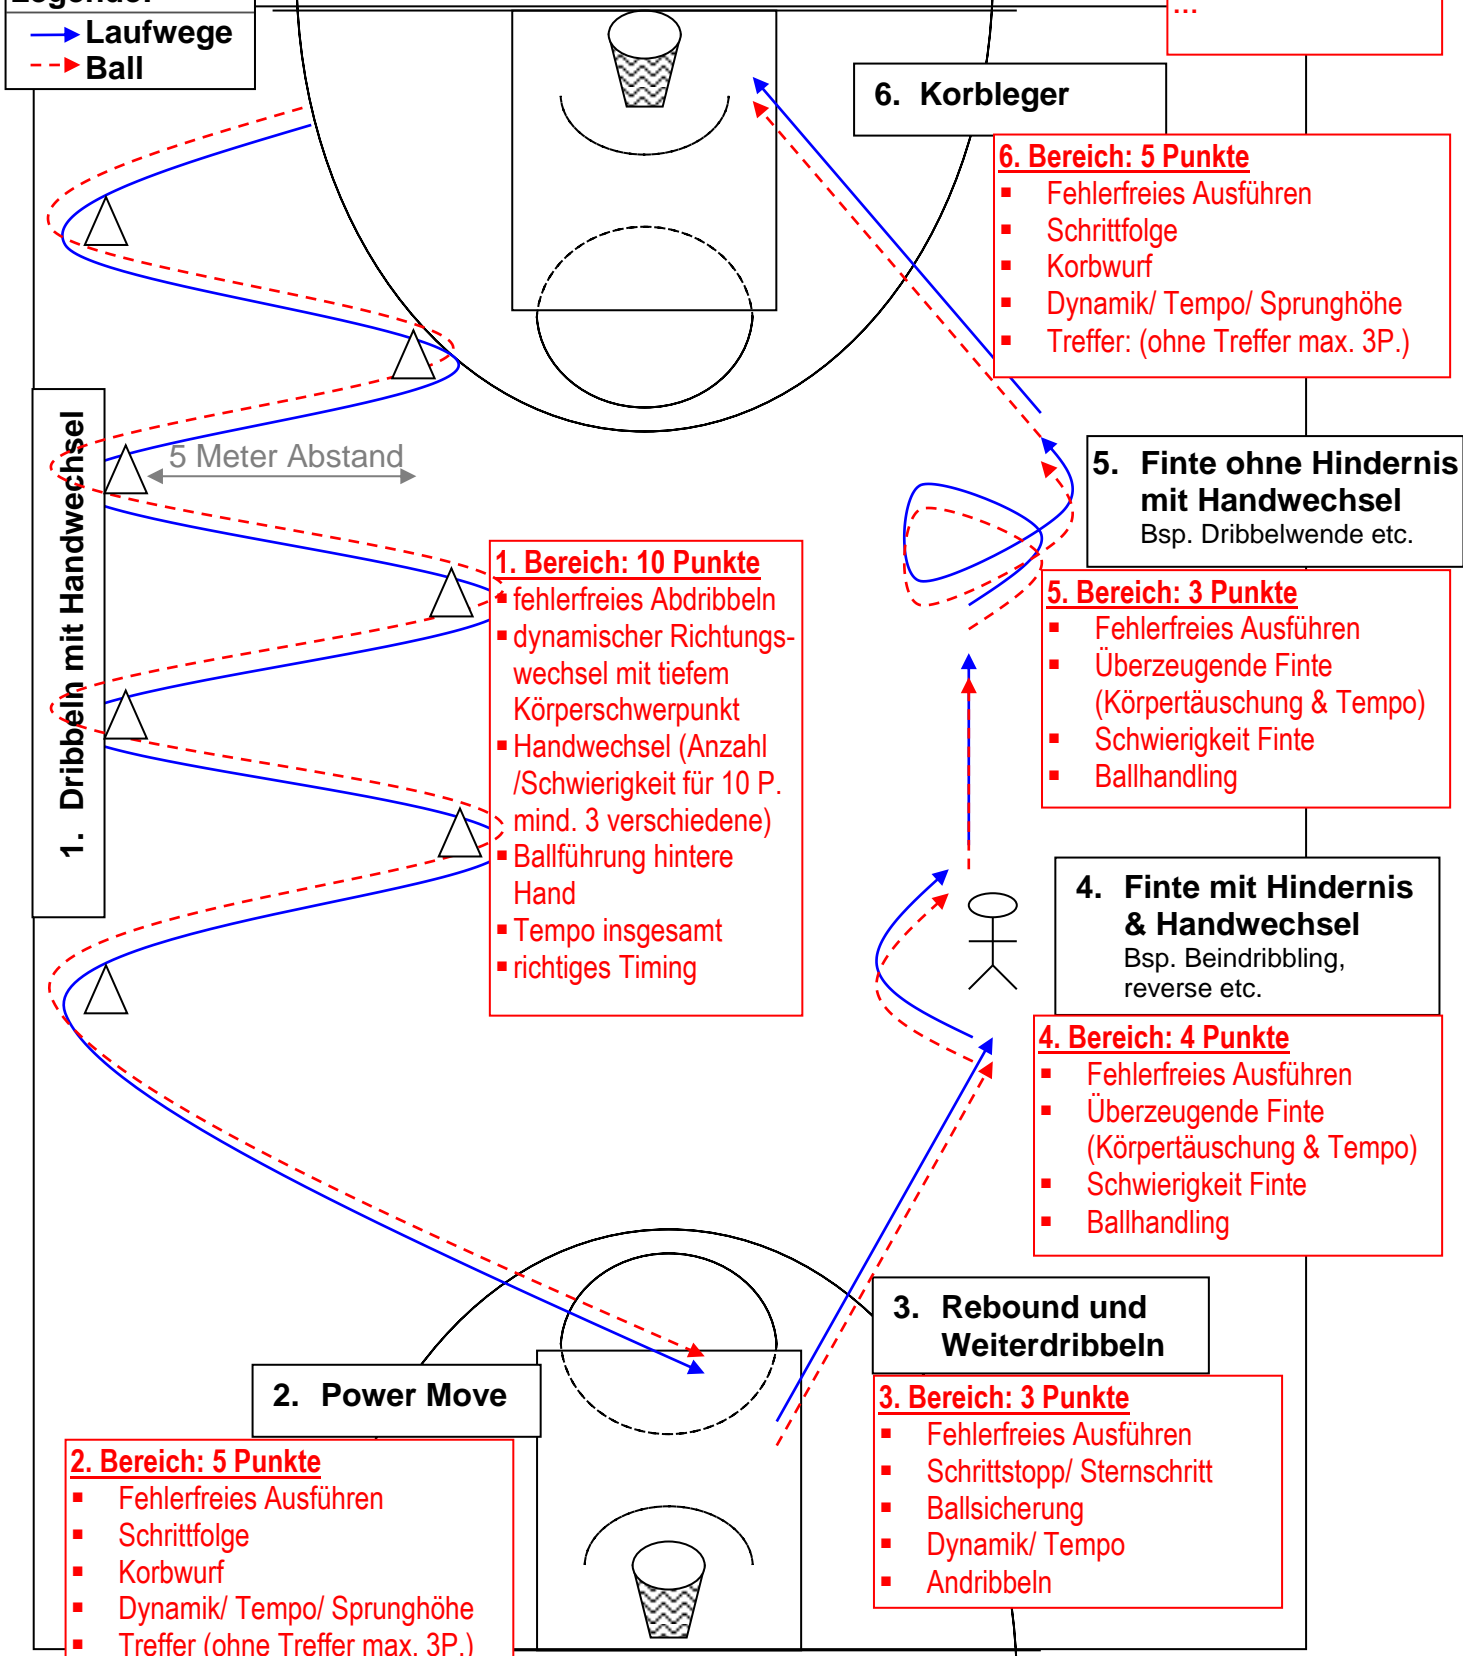 Legende:
Laufwege
Ball
...
6. Korbleger
6. Bereich: 5 Punkte
▪ Fehlerfreies Ausführen
▪ Schrittfolge
▪ Korbwurf
▪ Dynamik/ Tempo/ Sprunghöhe
▪ Treffer: (ohne Treffer max. 3P.)
1. Dribbeln mit Handwechsel
5 Meter Abstand
5. Finte ohne Hindernis
mit Handwechsel
Bsp. Dribbelwende etc.
1. Bereich: 10 Punkte
▪ fehlerfreies Abdribbeln
▪ dynamischer Richtungs-
wechsel mit tiefem
Körperschwerpunkt
▪ Handwechsel (Anzahl
/Schwierigkeit für 10 P.
mind. 3 verschiedene)
▪ Ballführung hintere
Hand
▪ Tempo insgesamt
▪ richtiges Timing
5. Bereich: 3 Punkte
▪ Fehlerfreies Ausführen
▪ Überzeugende Finte
(Körpertäuschung & Tempo)
▪ Schwierigkeit Finte
▪ Ballhandling
4. Finte mit Hindernis
& Handwechsel
Bsp. Beindribbling,
reverse etc.
4. Bereich: 4 Punkte
▪ Fehlerfreies Ausführen
▪ Überzeugende Finte
(Körpertäuschung & Tempo)
▪ Schwierigkeit Finte
▪ Ballhandling
3. Rebound und
Weiterdribbeln
3. Bereich: 3 Punkte
▪ Fehlerfreies Ausführen
▪ Schrittstopp/ Sternschritt
▪ Ballsicherung
▪ Dynamik/ Tempo
▪ Andribbeln
2. Power Move
2. Bereich: 5 Punkte
▪ Fehlerfreies Ausführen
▪ Schrittfolge
▪ Korbwurf
▪ Dynamik/ Tempo/ Sprunghöhe
▪ Treffer (ohne Treffer max. 3P.)